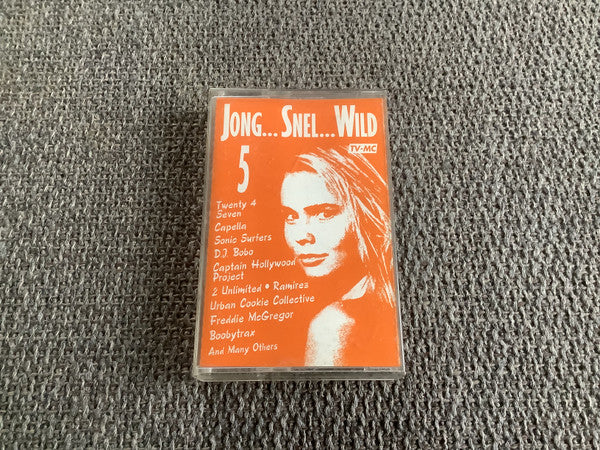 JONG... SNEL... WILD
TV-MC
5
Twenty 4
Seven
Capella
Sonic Surfers
D.J. Bobo
Captain Hollywood
Project
2 Unlimited • Ramirez
Urban Cookie Collective
Freddie McGregor
Boobytrax
And Many Others